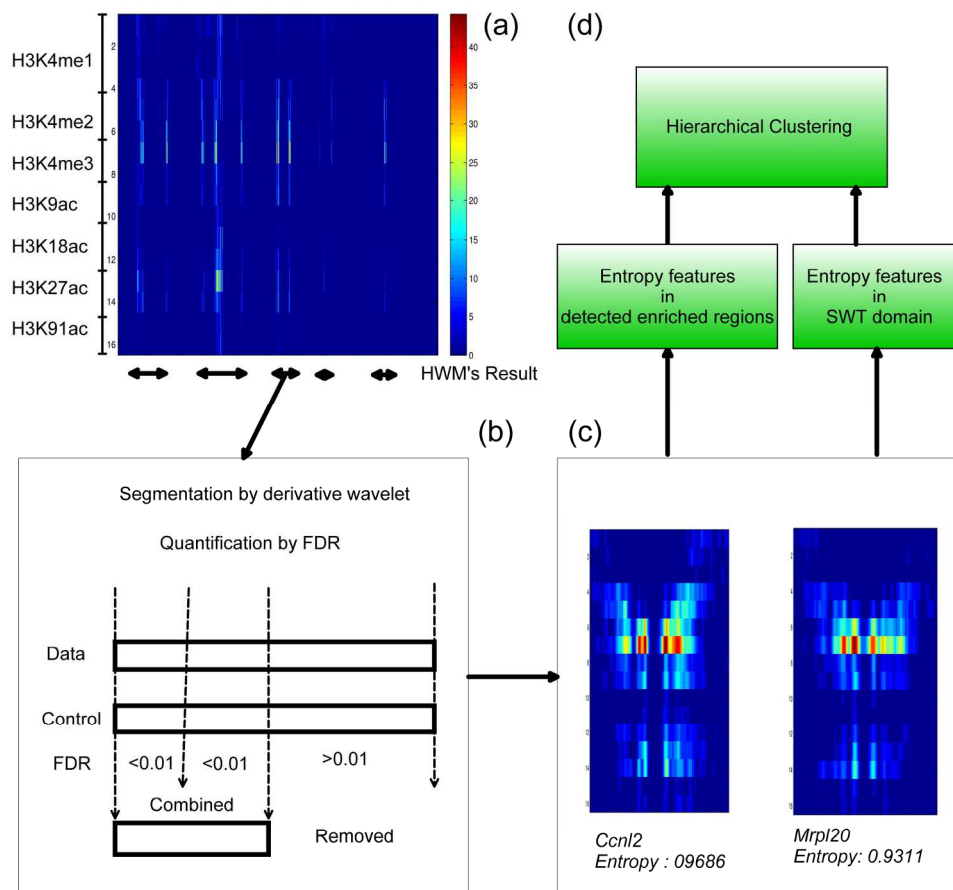 (a)
H3K4me1
H3K4me2
H3K4me3
H3K9ac
H3K18ac
H3K27ac
H3K91ac
2
4
6
8
10
12
14
16
40
35
30
25
20
15
10
5
0
HWM's Result
(b)
Segmentation by derivative wavelet
Quantification by FDR
Data
Control
FDR
<0.01
<0.01
>0.01
Combined
Removed
(c)
Ccnl2
Entropy : 09686
Mrpl20
Entropy: 0.9311
(d)
Hierarchical Clustering
Entropy features
in
detected enriched regions
Entropy features
in
SWT domain